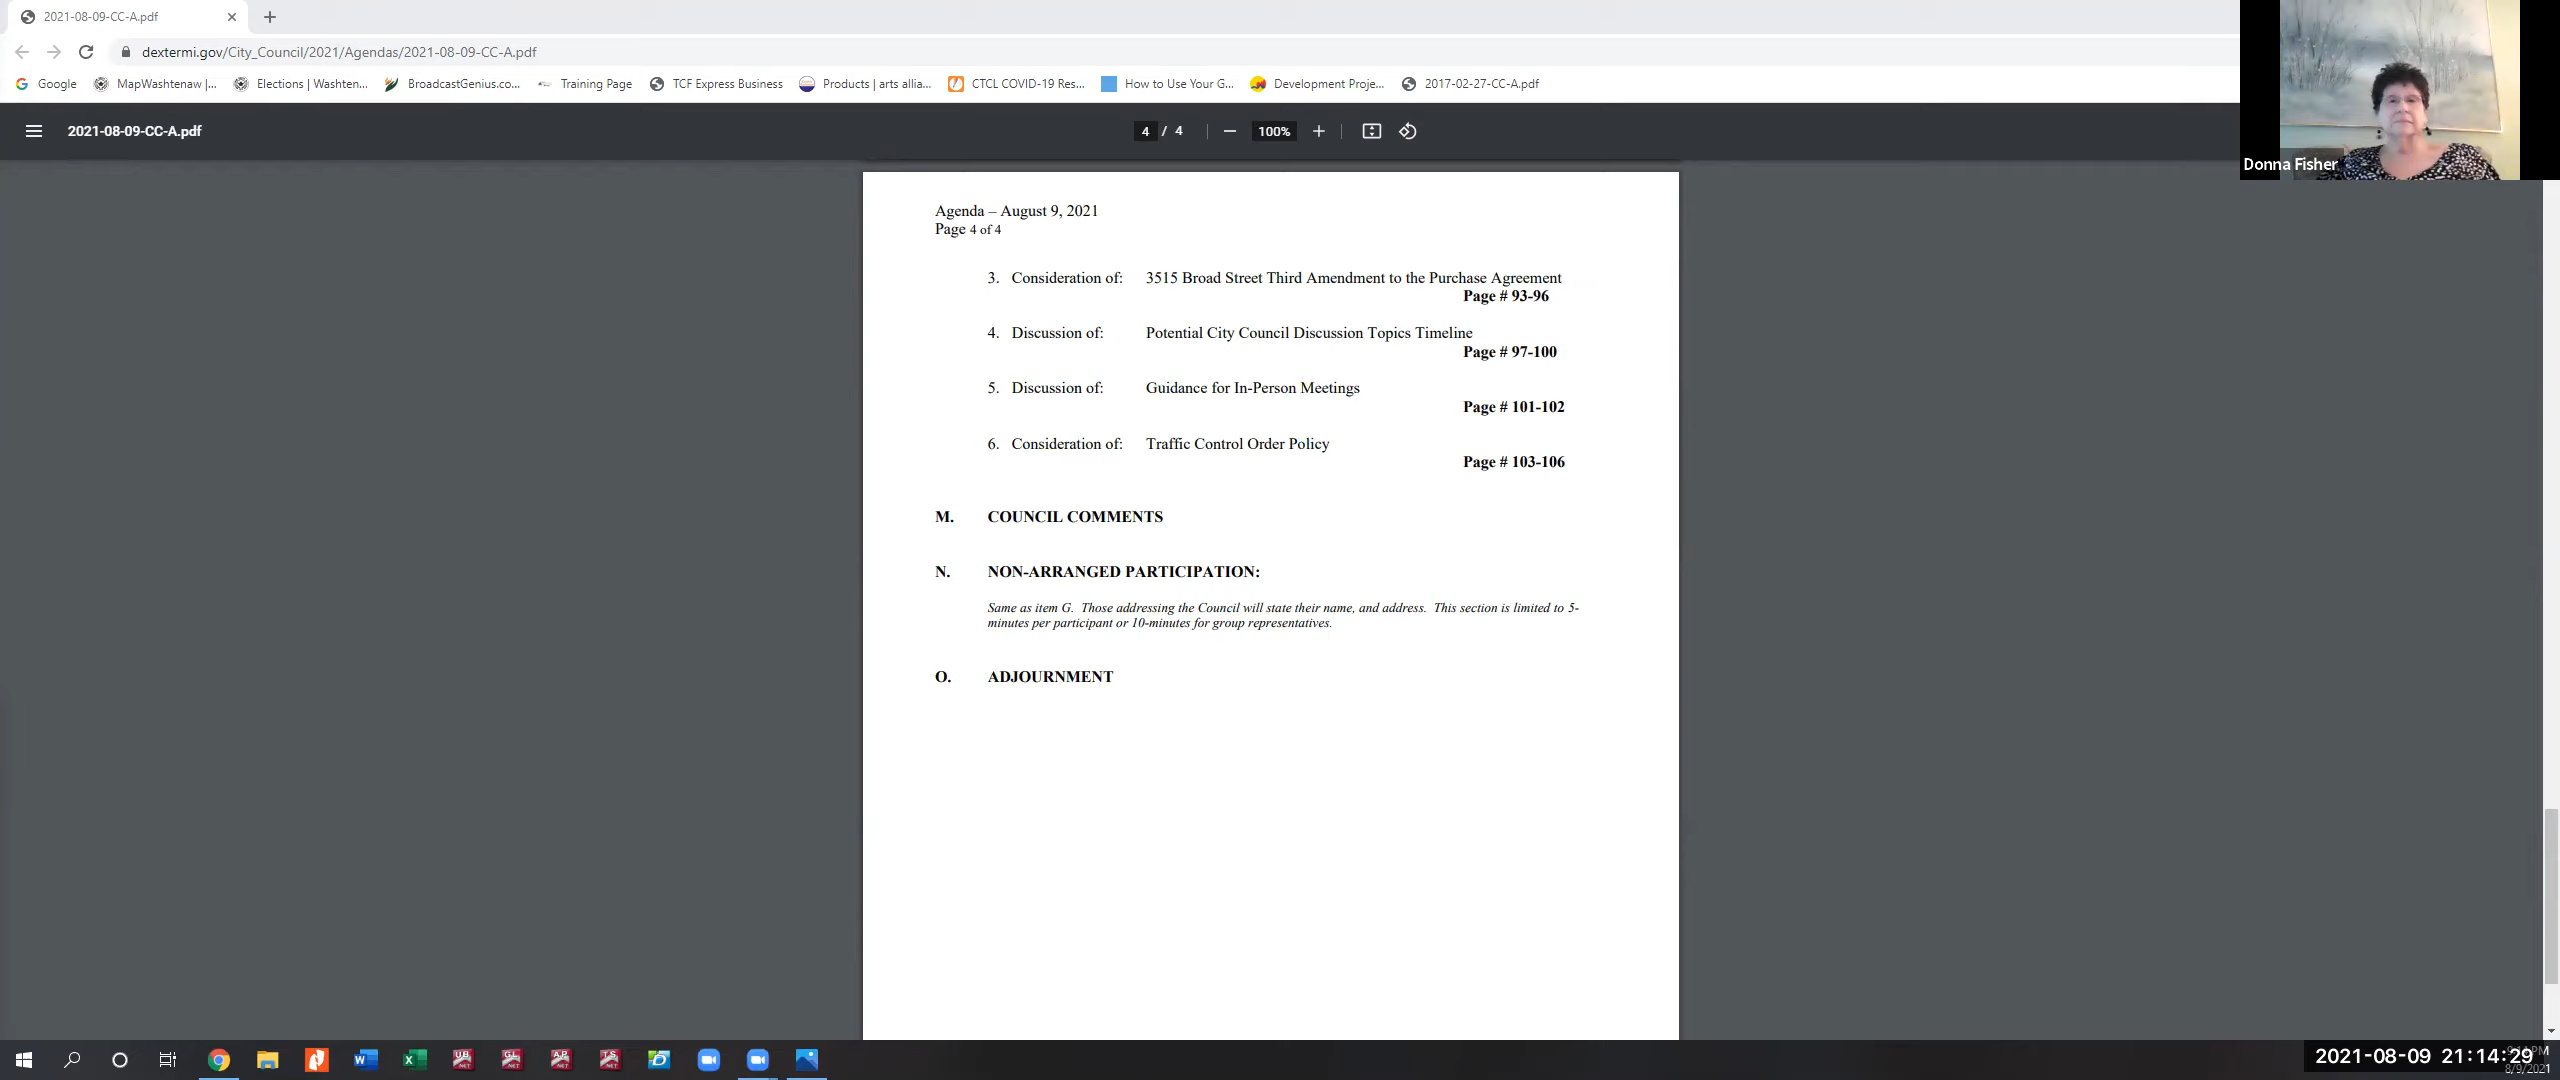 2021-08-09-CC-A.pdf
dextermi.gov/City_Council/2021/Agendas/2021-08-09-CC-A.pdf
Google MapWashtenaw |... Elections | Washten... BroadcastGenius.co... Training Page TCF Express Business Products | arts allia... CTCL COVID-19 Res... How to Use Your G... Development Proje... 2017-02-27-CC-A.pdf
2021-08-09-CC-A.pdf 4 / 4 100%
Donna Fisher
Agenda – August 9, 2021
Page 4 of 4
3. Consideration of: 3515 Broad Street Third Amendment to the Purchase Agreement
Page # 93-96
4. Discussion of: Potential City Council Discussion Topics Timeline
Page # 97-100
5. Discussion of: Guidance for In-Person Meetings
Page # 101-102
6. Consideration of: Traffic Control Order Policy
Page # 103-106
M. COUNCIL COMMENTS
N. NON-ARRANGED PARTICIPATION:
Same as item G. Those addressing the Council will state their name, and address. This section is limited to 5-
minutes per participant or 10-minutes for group representatives.
O. ADJOURNMENT
2021-08-09 21:14:29
8/9/2021